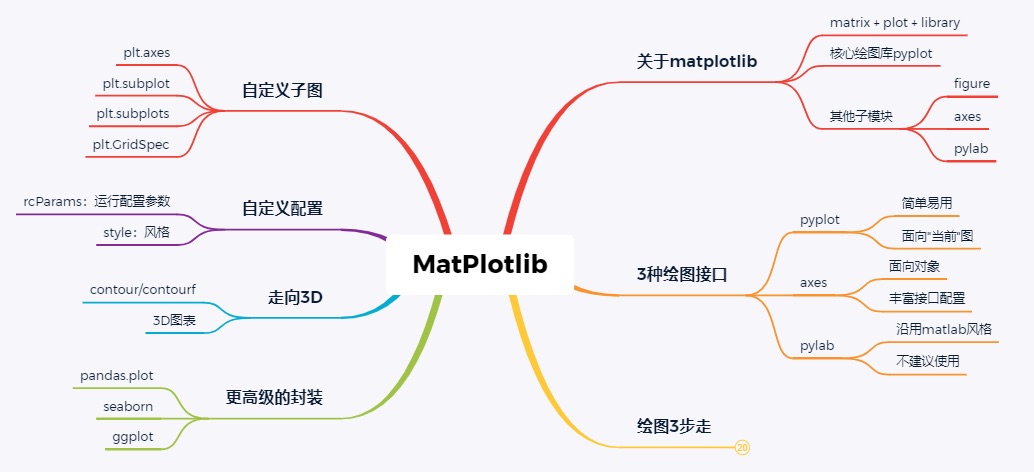 MatPlotlib
关于matplotlib
matrix + plot + library
核心绘图库pyplot
其他子模块
figure
axes
pylab
3种绘图接口
pyplot
简单易用
面向"当前"图
axes
面向对象
丰富接口配置
pylab
沿用matlab风格
不建议使用
绘图3步走
20
自定义子图
plt.axes
plt.subplot
plt.subplots
plt.GridSpec
自定义配置
rcParams：运行配置参数
style：风格
走向3D
contour/contourf
3D图表
更高级的封装
pandas.plot
seaborn
ggplot